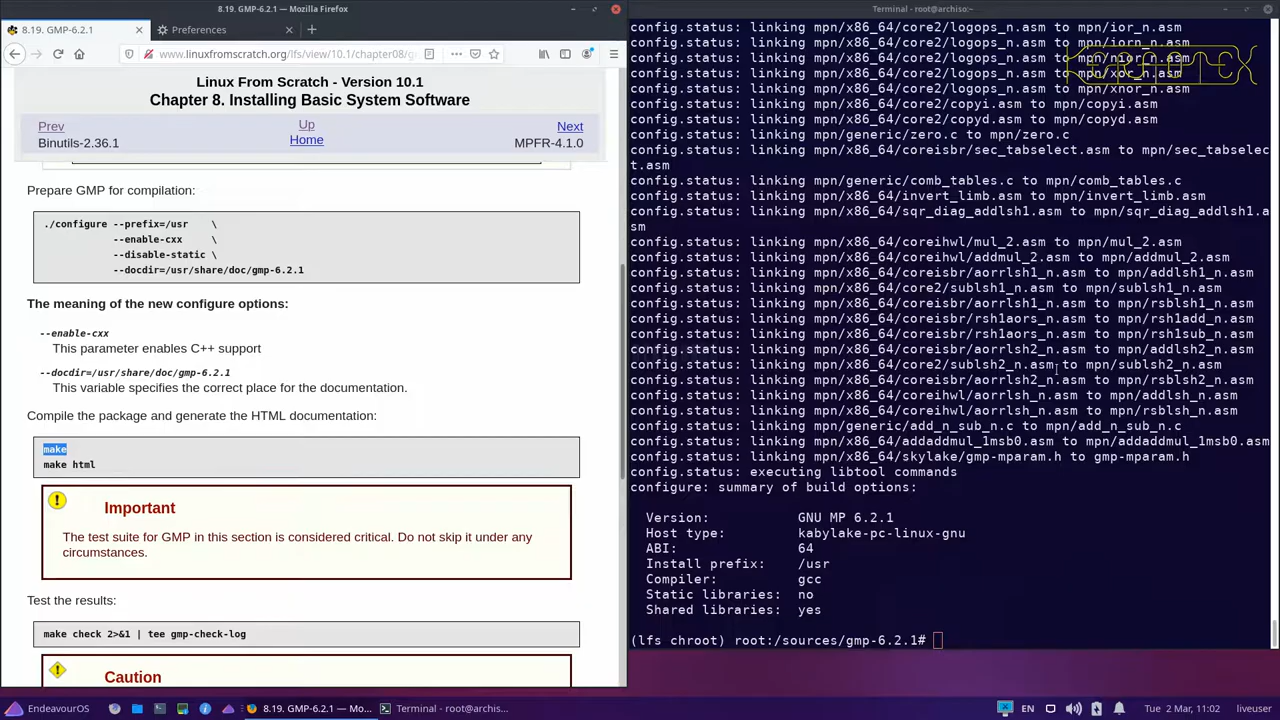 8.19. GMP-6.2.1 — Mozilla Firefox
8.19. GMP-6.2.1
Preferences
www.linuxfromscratch.org/lfs/view/10.1/chapter08/g
Linux From Scratch - Version 10.1
Chapter 8. Installing Basic System Software
Prev
Up
Next
Binutils-2.36.1
Home
MPFR-4.1.0
Prepare GMP for compilation:
./configure --prefix=/usr    \
--enable-cxx     \
--disable-static \
--docdir=/usr/share/doc/gmp-6.2.1
The meaning of the new configure options:
--enable-cxx
This parameter enables C++ support
--docdir=/usr/share/doc/gmp-6.2.1
This variable specifies the correct place for the documentation.
Compile the package and generate the HTML documentation:
make
make html
Important
The test suite for GMP in this section is considered critical. Do not skip it under any
circumstances.
Test the results:
make check 2>&1 | tee gmp-check-log
Caution
Terminal - root@archiso:~
config.status: linking mpn/x86_64/core2/logops_n.asm to mpn/ior_n.asm
config.status: linking mpn/x86_64/core2/logops_n.asm to mpn/iorn_n.asm
config.status: linking mpn/x86_64/core2/logops_n.asm to mpn/nior_n.asm
config.status: linking mpn/x86_64/core2/logops_n.asm to mpn/xor_n.asm
config.status: linking mpn/x86_64/core2/logops_n.asm to mpn/xnor_n.asm
config.status: linking mpn/x86_64/core2/copyi.asm to mpn/copyi.asm
config.status: linking mpn/x86_64/core2/copyd.asm to mpn/copyd.asm
config.status: linking mpn/generic/zero.c to mpn/zero.c
config.status: linking mpn/x86_64/coreisbr/sec_tabselect.asm to mpn/sec_tabselec
t.asm
config.status: linking mpn/generic/comb_tables.c to mpn/comb_tables.c
config.status: linking mpn/x86_64/invert_limb.asm to mpn/invert_limb.asm
config.status: linking mpn/x86_64/sqr_diag_addlsh1.asm to mpn/sqr_diag_addlsh1.a
sm
config.status: linking mpn/x86_64/coreihwl/mul_2.asm to mpn/mul_2.asm
config.status: linking mpn/x86_64/coreihwl/addmul_2.asm to mpn/addmul_2.asm
config.status: linking mpn/x86_64/coreisbr/aorrlsh1_n.asm to mpn/addlsh1_n.asm
config.status: linking mpn/x86_64/core2/sublsh1_n.asm to mpn/sublsh1_n.asm
config.status: linking mpn/x86_64/coreisbr/aorrlsh1_n.asm to mpn/rsblsh1_n.asm
config.status: linking mpn/x86_64/coreisbr/rsh1aors_n.asm to mpn/rsh1add_n.asm
config.status: linking mpn/x86_64/coreisbr/rsh1aors_n.asm to mpn/rsh1sub_n.asm
config.status: linking mpn/x86_64/coreisbr/aorrlsh2_n.asm to mpn/addlsh2_n.asm
config.status: linking mpn/x86_64/core2/sublsh2_n.asm to mpn/sublsh2_n.asm
config.status: linking mpn/x86_64/coreisbr/aorrlsh2_n.asm to mpn/rsblsh2_n.asm
config.status: linking mpn/x86_64/coreihwl/aorrlsh_n.asm to mpn/addlsh_n.asm
config.status: linking mpn/x86_64/coreihwl/aorrlsh_n.asm to mpn/rsblsh_n.asm
config.status: linking mpn/generic/add_n_sub_n.c to mpn/add_n_sub_n.c
config.status: linking mpn/x86_64/addaddmul_1msb0.asm to mpn/addaddmul_1msb0.asm
config.status: linking mpn/x86_64/skylake/gmp-mparam.h to gmp-mparam.h
config.status: executing libtool commands
configure: summary of build options:
Version:           GNU MP 6.2.1
Host type:         kabylake-pc-linux-gnu
ABI:               64
Install prefix:    /usr
Compiler:          gcc
Static libraries:  no
Shared libraries:  yes
(lfs chroot) root:/sources/gmp-6.2.1#
EndeavourOS
8.19. GMP-6.2.1 — Mo...
Terminal - root@archis...
EN
Tue 2 Mar, 11:02
liveuser